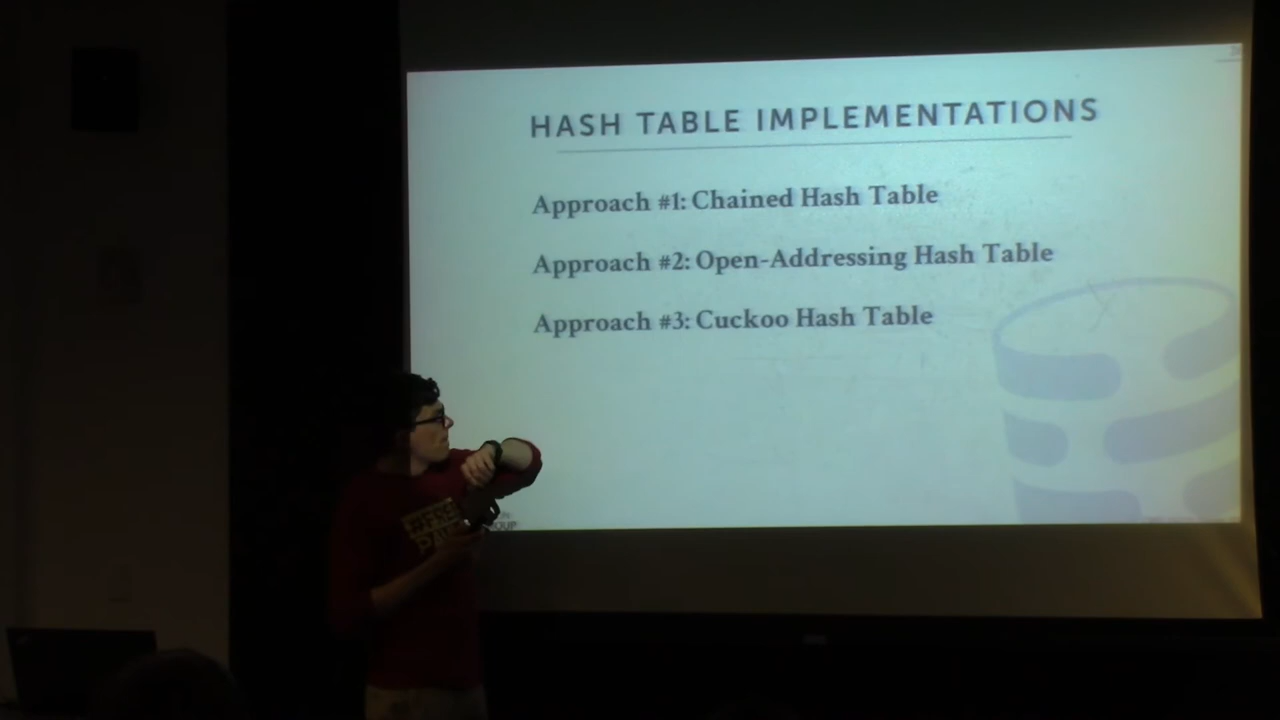 HASH TABLE IMPLEMENTATIONS
Approach #1: Chained Hash Table
Approach #2: Open-Addressing Hash Table
Approach #3: Cuckoo Hash Table